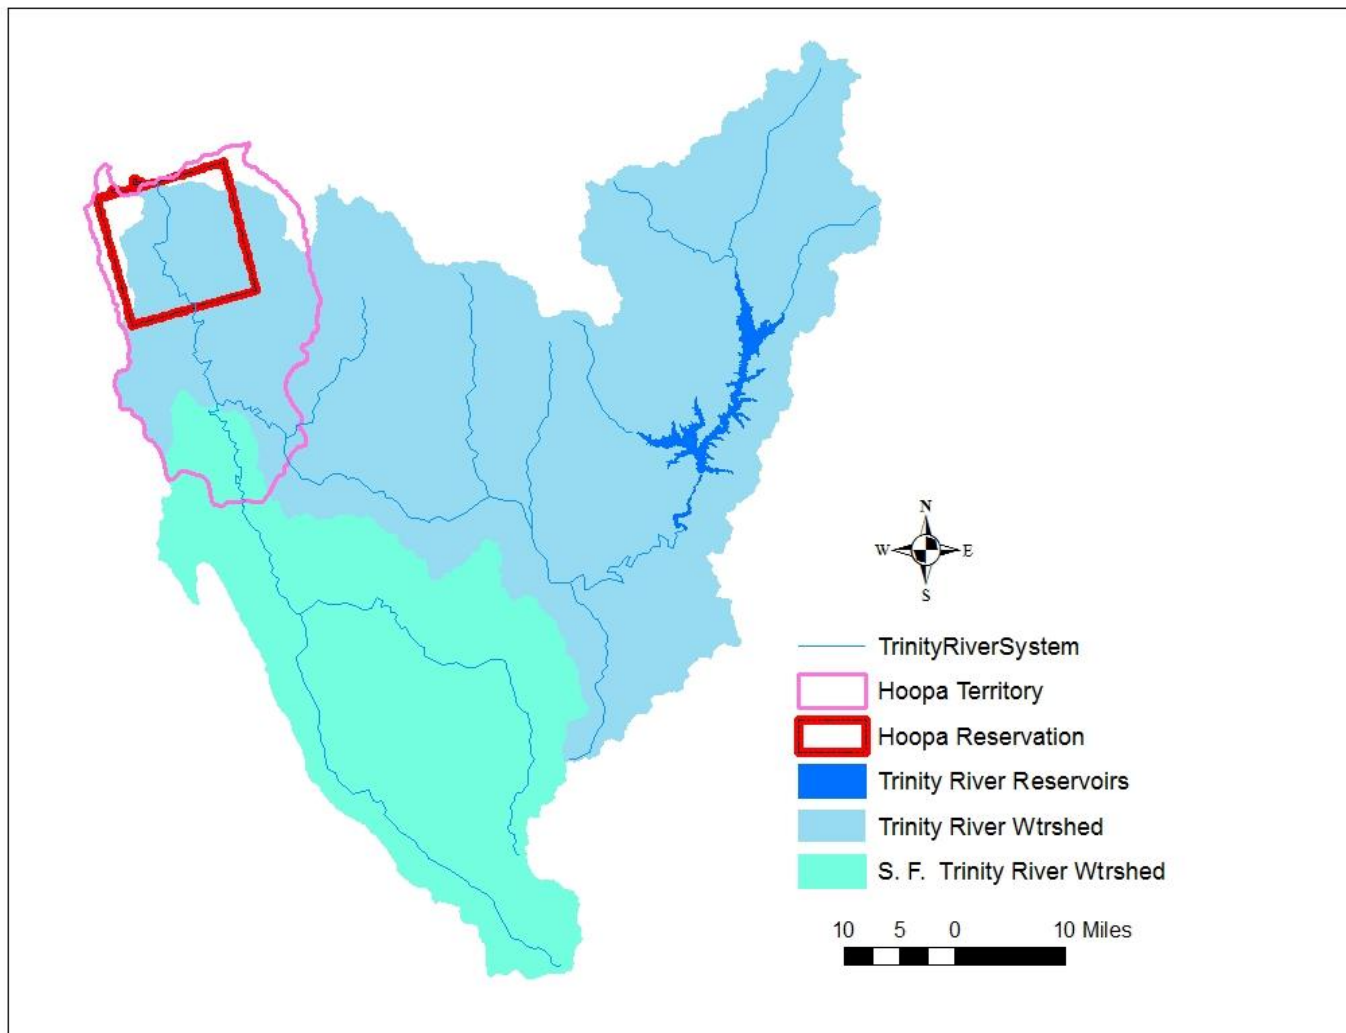 N
W E
S
TrinityRiverSystem
Hoopa Territory
Hoopa Reservation
Trinity River Reservoirs
Trinity River Wtrshed
S. F.  Trinity River Wtrshed
10 5 0 10 Miles